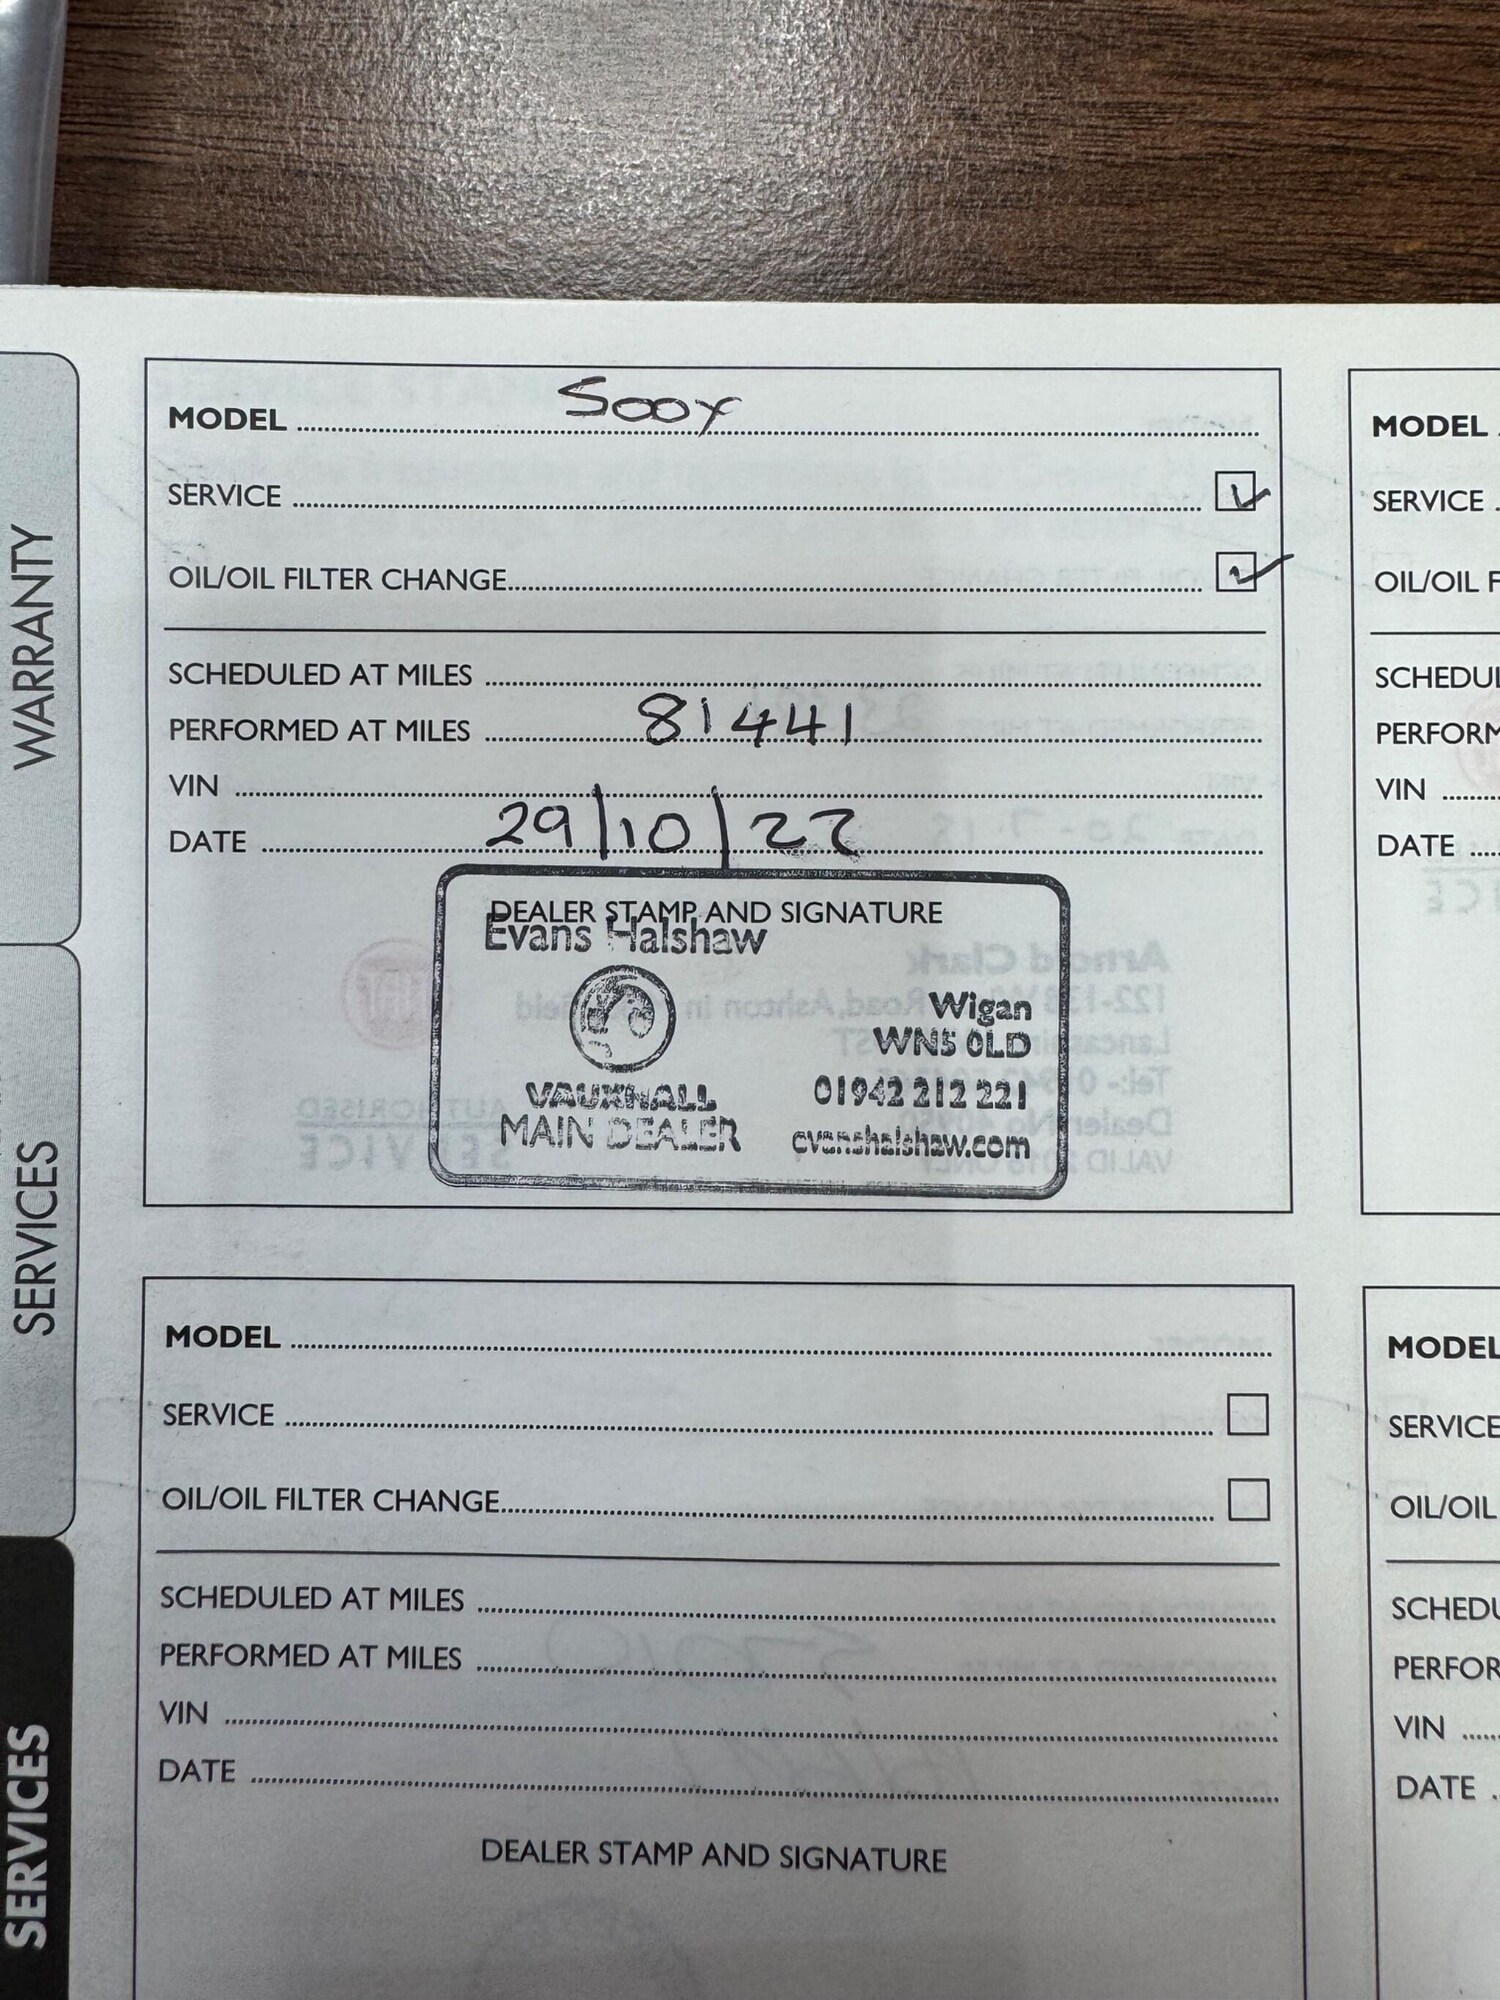 WARRANTY
SERVICES
SERVICES
MODEL 500X
SERVICE
OIL/OIL FILTER CHANGE
SCHEDULED AT MILES
PERFORMED AT MILES 81441
VIN
DATE 29/10/22
DEALER STAMP AND SIGNATURE
Evans Halshaw
Wigan
WN5 0LD
VAUXHALL
01942 212 221
MAIN DEALER
evanshalshaw.com
MODEL
SERVICE
OIL/OIL FILTER CHANGE
SCHEDULED AT MILES
PERFORMED AT MILES
VIN
DATE
DEALER STAMP AND SIGNATURE
MODEL
SERVICE
OIL/OIL F
SCHEDUL
PERFORM
VIN
DATE
MODEL
SERVICE
OIL/OIL
SCHEDU
PERFOR
VIN
DATE